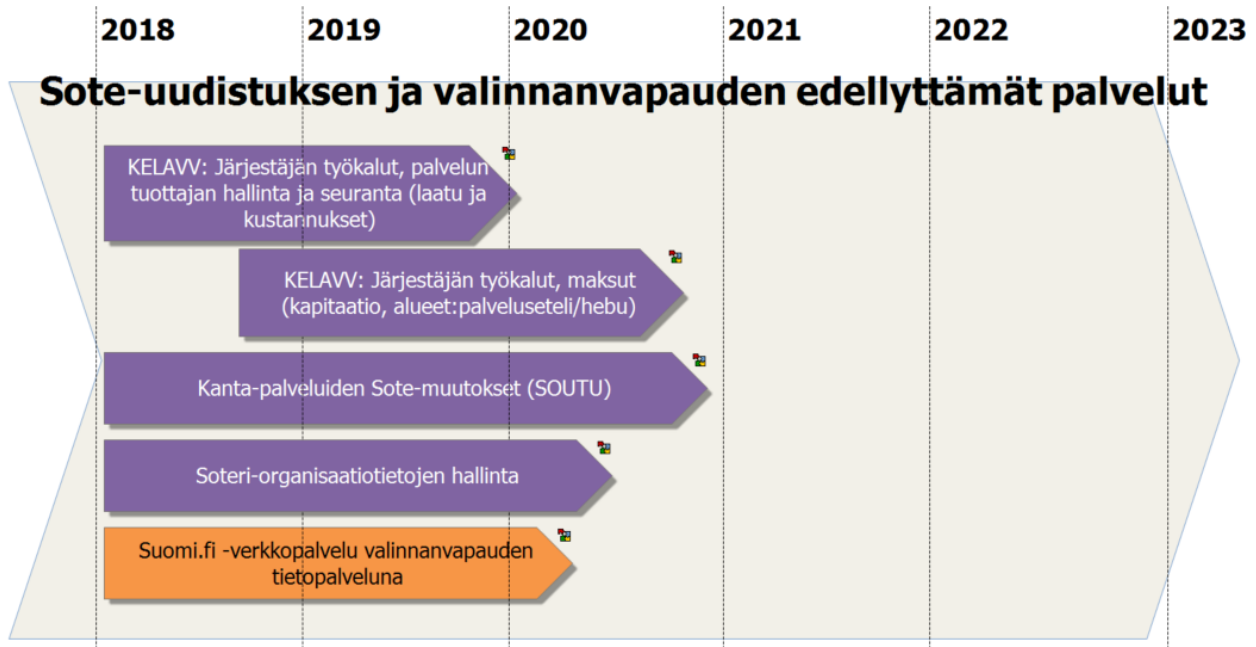 2018 2019 2020 2021 2022 2023
Sote-uudistuksen ja valinnanvapauden edellyttämät palvelut
KELAVV: Järjestäjän työkalut, palvelun
tuottajan hallinta ja seuranta (laatu ja
kustannukset)
KELAVV: Järjestäjän työkalut, maksut
(kapitaatio, alueet:palveluseteli/hebu)
Kanta-palveluiden Sote-muutokset (SOUTU)
Soteri-organisaatiotietojen hallinta
Suomi.fi -verkkopalvelu valinnanvapauden
tietopalveluna